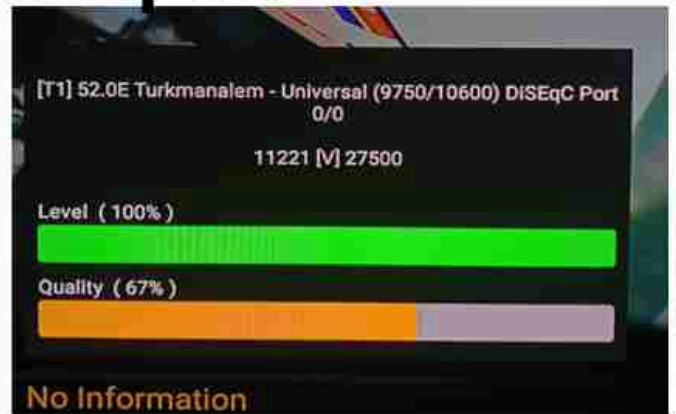 [T1] 52.0E Turkmanalem - Universal (9750/10600) DiSEqC Port
0/0
11221 [V] 27500
Level ( 100% )
Quality ( 67% )
No Information